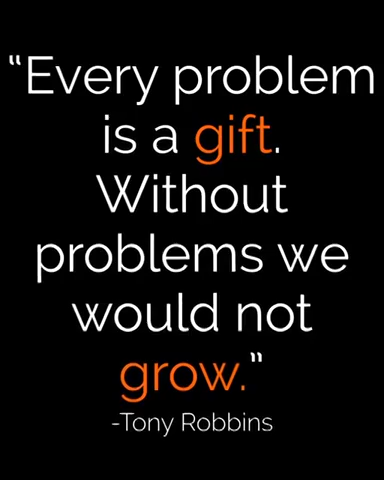 “Every problem
is a gift.
Without
problems we
would not
grow.”
-Tony Robbins